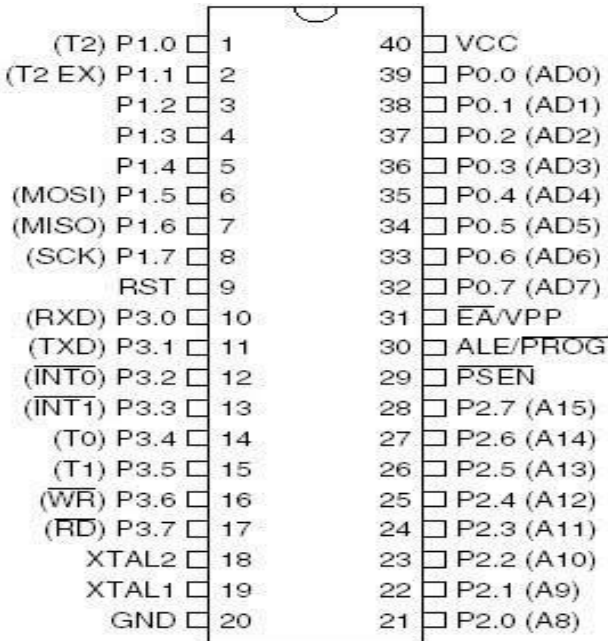 (T2) P1.0 1 40 VCC
(T2 EX) P1.1 2 39 P0.0 (AD0)
P1.2 3 38 P0.1 (AD1)
P1.3 4 37 P0.2 (AD2)
P1.4 5 36 P0.3 (AD3)
(MOSI) P1.5 6 35 P0.4 (AD4)
(MISO) P1.6 7 34 P0.5 (AD5)
(SCK) P1.7 8 33 P0.6 (AD6)
RST 9 32 P0.7 (AD7)
(RXD) P3.0 10 31 E̅A̅/VPP
(TXD) P3.1 11 30 ALE/P̅R̅O̅G̅
(I̅N̅T̅0̅) P3.2 12 29 P̅S̅E̅N̅
(I̅N̅T̅1̅) P3.3 13 28 P2.7 (A15)
(T0) P3.4 14 27 P2.6 (A14)
(T1) P3.5 15 26 P2.5 (A13)
(W̅R̅) P3.6 16 25 P2.4 (A12)
(R̅D̅) P3.7 17 24 P2.3 (A11)
XTAL2 18 23 P2.2 (A10)
XTAL1 19 22 P2.1 (A9)
GND 20 21 P2.0 (A8)